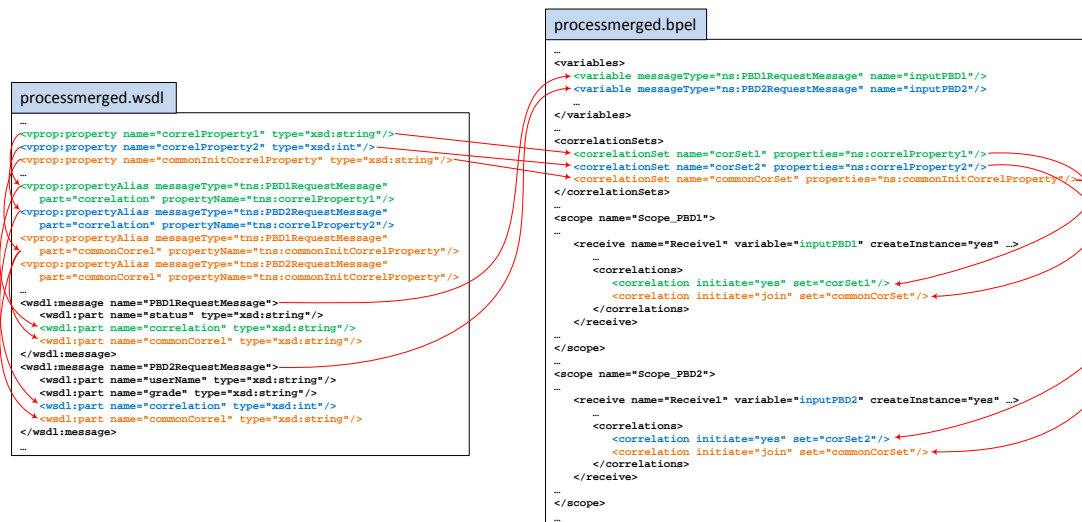 processmerged.wsdl
…
<vprop:property name="correlProperty1" type="xsd:string"/>
<vprop:property name="correlProperty2" type="xsd:int"/>
<vprop:property name="commonInitCorrelProperty" type="xsd:string"/>
…
<vprop:propertyAlias messageType="tns:PBD1RequestMessage"
part="correlation" propertyName="tns:correlProperty1"/>
<vprop:propertyAlias messageType="tns:PBD2RequestMessage"
part="correlation" propertyName="tns:correlProperty2"/>
<vprop:propertyAlias messageType="tns:PBD1RequestMessage"
part="commonCorrel" propertyName="tns:commonInitCorrelProperty"/>
<vprop:propertyAlias messageType="tns:PBD2RequestMessage"
part="commonCorrel" propertyName="tns:commonInitCorrelProperty"/>
…
<wsdl:message name="PBD1RequestMessage">
<wsdl:part name="status" type="xsd:string"/>
<wsdl:part name="correlation" type="xsd:string"/>
<wsdl:part name="commonCorrel" type="xsd:string"/>
</wsdl:message>
<wsdl:message name="PBD2RequestMessage">
<wsdl:part name="userName" type="xsd:string"/>
<wsdl:part name="grade" type="xsd:string"/>
<wsdl:part name="correlation" type="xsd:int"/>
<wsdl:part name="commonCorrel" type="xsd:string"/>
</wsdl:message>
…
processmerged.bpel
…
<variables>
<variable messageType="ns:PBD1RequestMessage" name="inputPBD1"/>
<variable messageType="ns:PBD2RequestMessage" name="inputPBD2"/>
…
</variables>
…
<correlationSets>
<correlationSet name="corSet1" properties="ns:correlProperty1"/>
<correlationSet name="corSet2" properties="ns:correlProperty2"/>
<correlationSet name="commonCorSet" properties="ns:commonInitCorrelProperty"/>
</correlationSets>
…
<scope name="Scope_PBD1">
…
<receive name="Receive1" variable="inputPBD1" createInstance="yes" …>
…
<correlations>
<correlation initiate="yes" set="corSet1"/>
<correlation initiate="join" set="commonCorSet"/>
</correlations>
</receive>
…
</scope>
…
<scope name="Scope_PBD2">
…
<receive name="Receive1" variable="inputPBD2" createInstance="yes" …>
…
<correlations>
<correlation initiate="yes" set="corSet2"/>
<correlation initiate="join" set="commonCorSet"/>
</correlations>
</receive>
…
</scope>
…